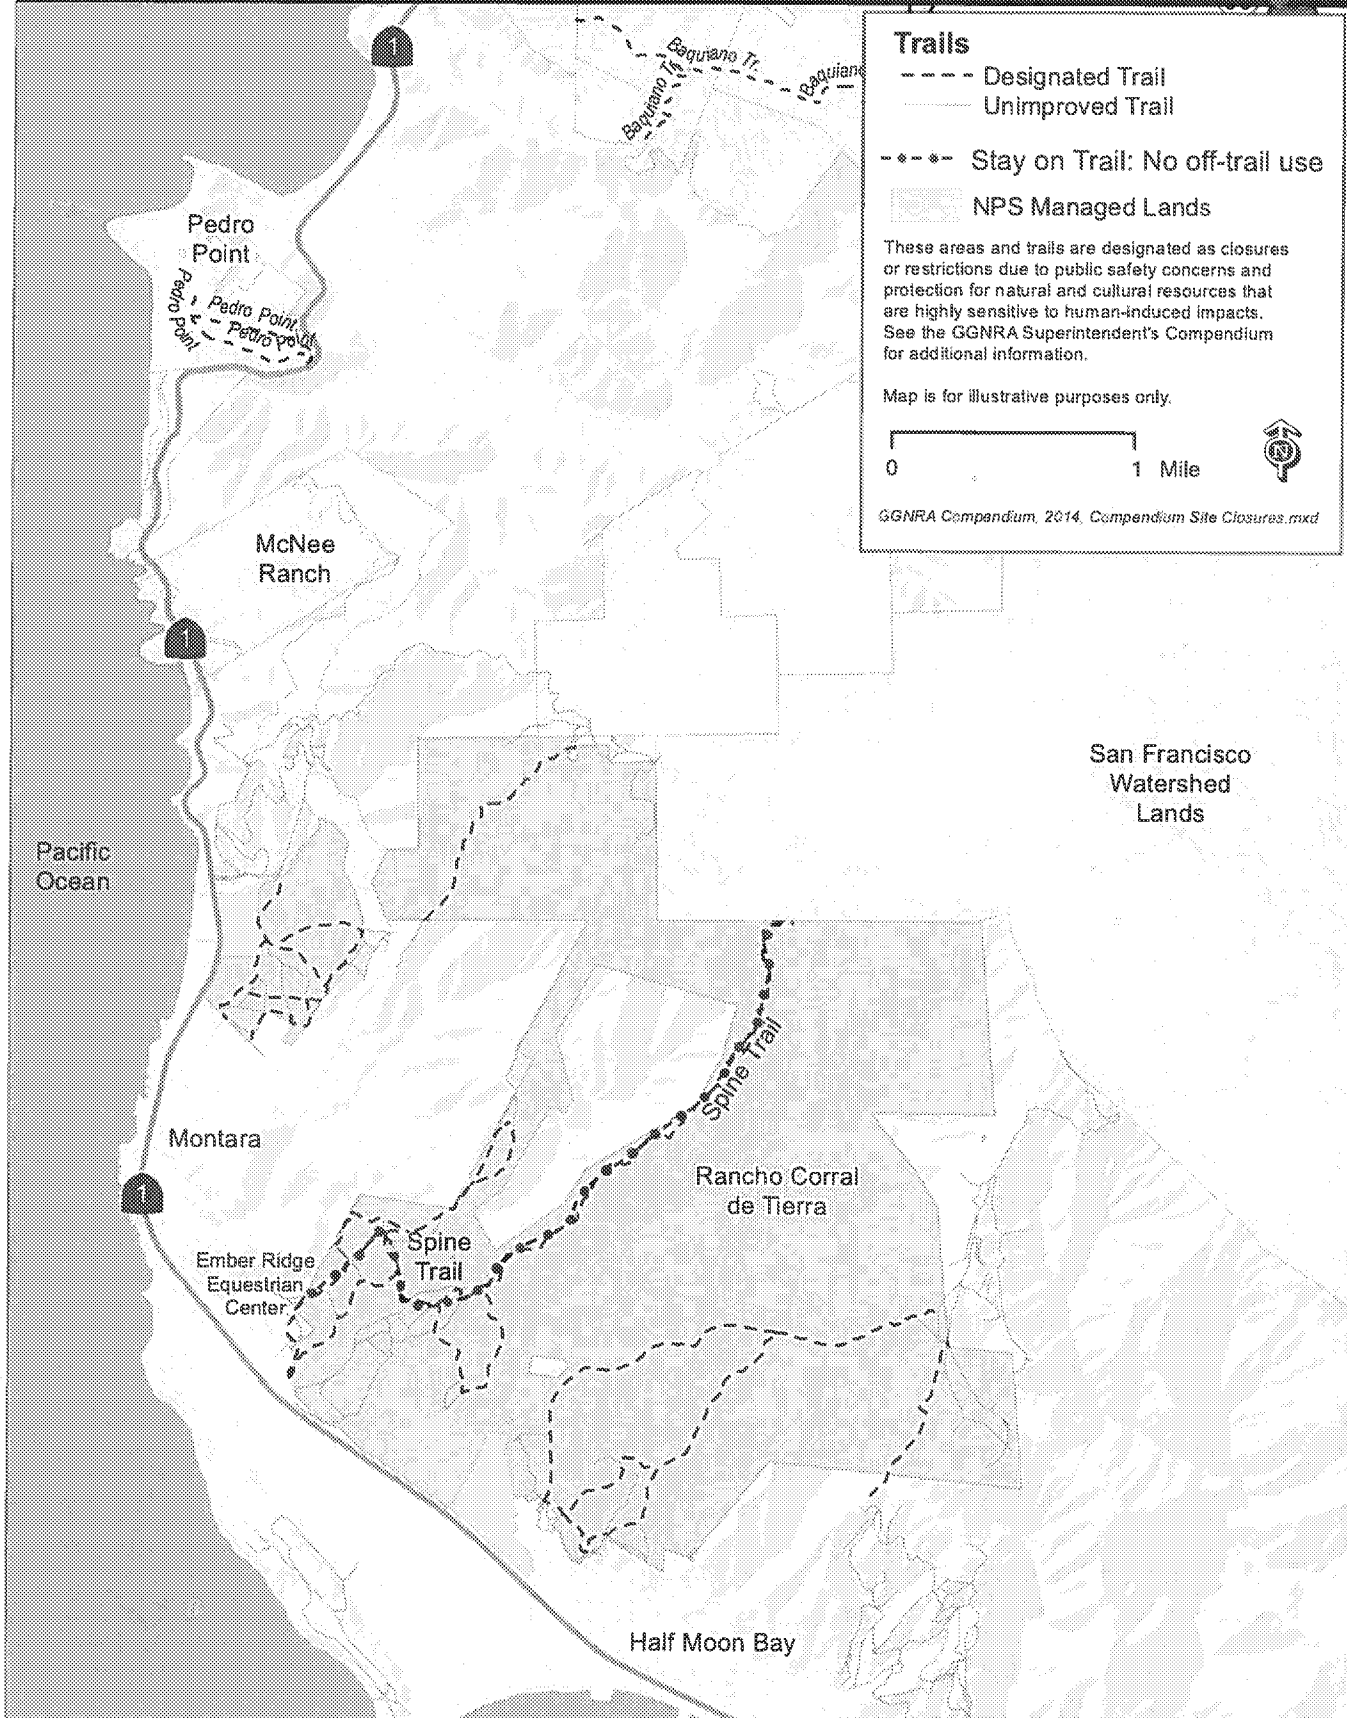 1
Baquiano Tr.
Baquiano Tr.
Baquiano
Trails
Designated Trail
Unimproved Trail
Stay on Trail: No off-trail use
NPS Managed Lands
These areas and trails are designated as closures
or restrictions due to public safety concerns and
protection for natural and cultural resources that
are highly sensitive to human-induced impacts.
See the GGNRA Superintendent's Compendium
for additional information.
Map is for illustrative purposes only.
0
1 Mile
N
GGNRA Compendium, 2014, Compendium Site Closures.mxd
Pedro
Point
Pedro Point
Pedro Point
Pedro Point
McNee
Ranch
1
San Francisco
Watershed
Lands
Pacific
Ocean
Spine Trail
Montara
1
Rancho Corral
de Tierra
Spine
Trail
Ember Ridge
Equestrian
Center
Half Moon Bay